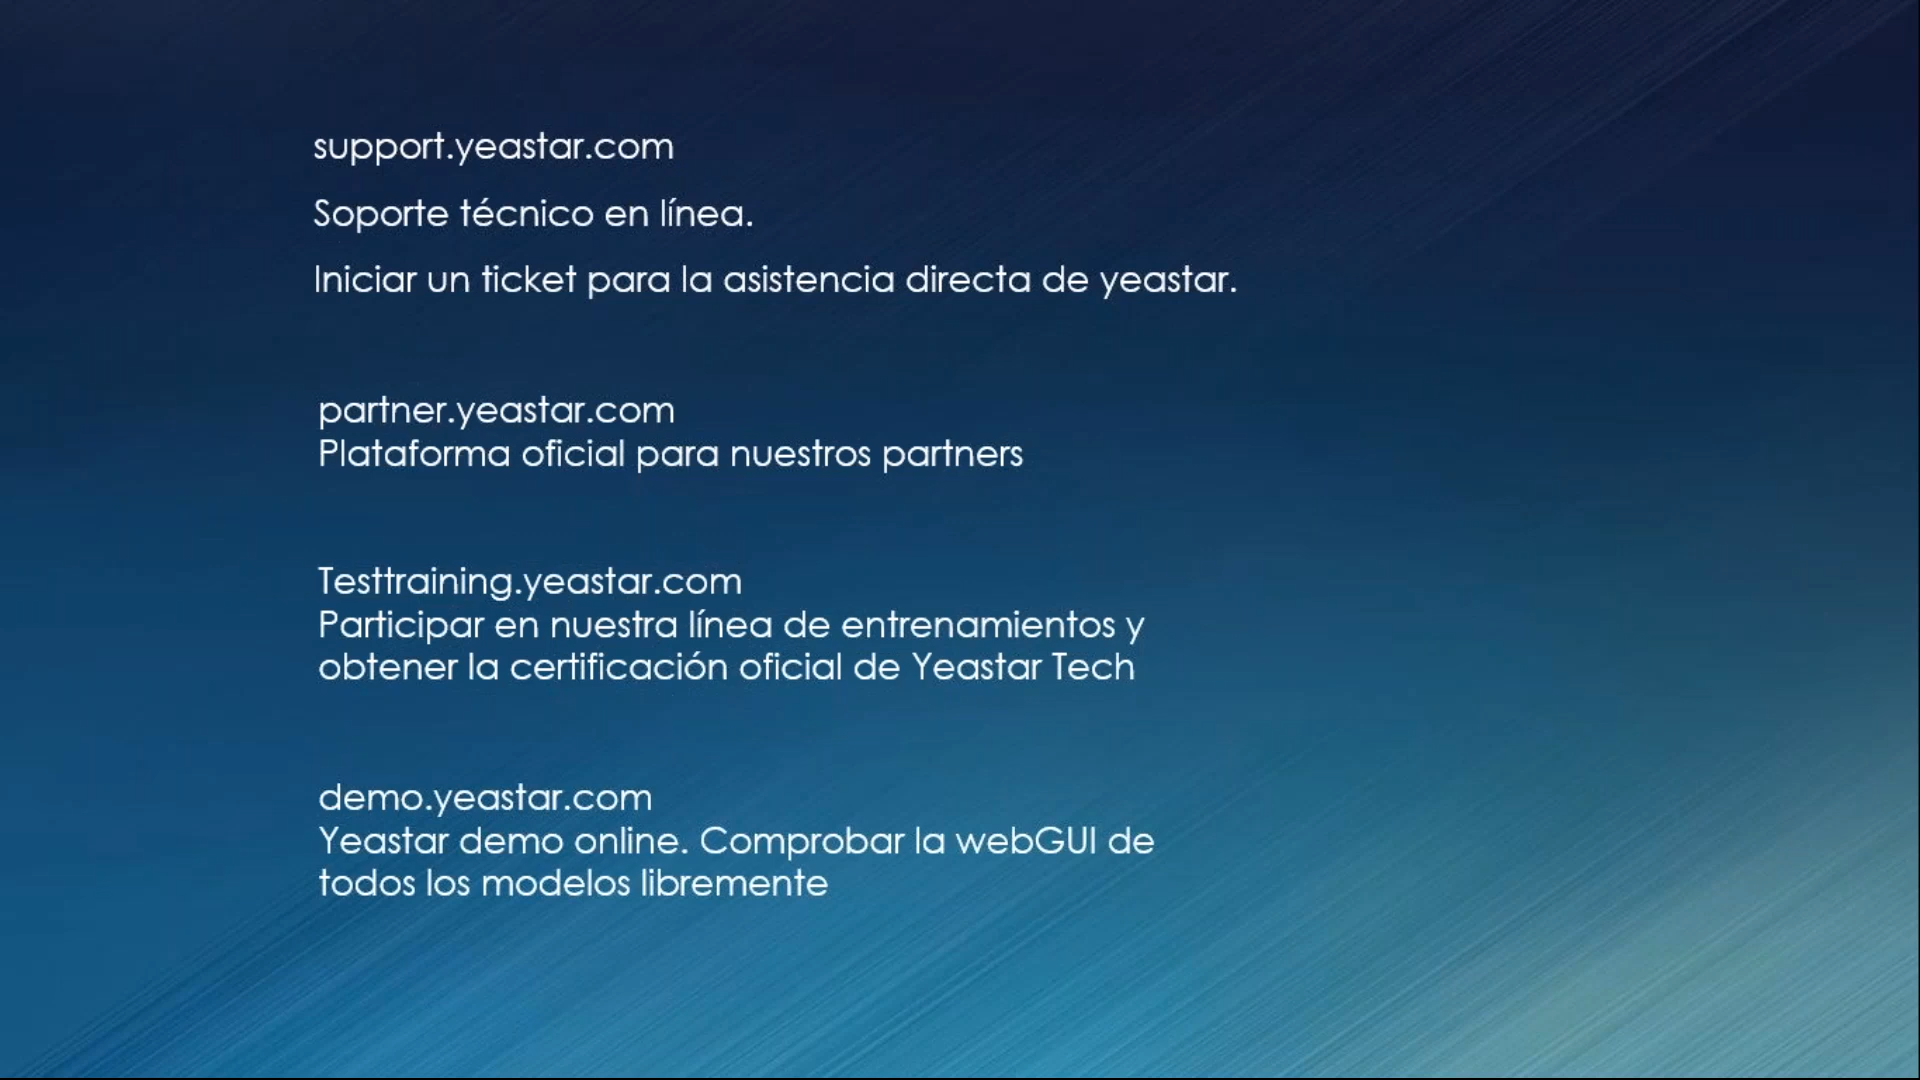 support.yeastar.com
Soporte técnico en línea.
Iniciar un ticket para la asistencia directa de yeastar.
partner.yeastar.com
Plataforma oficial para nuestros partners
Testtraining.yeastar.com
Participar en nuestra línea de entrenamientos y
obtener la certificación oficial de Yeastar Tech
demo.yeastar.com
Yeastar demo online. Comprobar la webGUI de
todos los modelos libremente